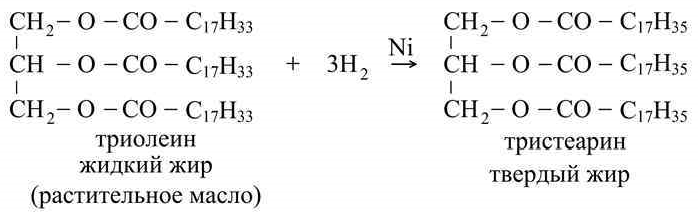 CH₂– O – CO – C₁₇H₃₃ CH₂– O – CO – C₁₇H₃₅
CH – O – CO – C₁₇H₃₃ + 3H₂ Ni → CH – O – CO – C₁₇H₃₅
CH₂– O – CO – C₁₇H₃₃ CH₂– O – CO – C₁₇H₃₅
триолеин тристеарин
жидкий жир твердый жир
(растительное масло)